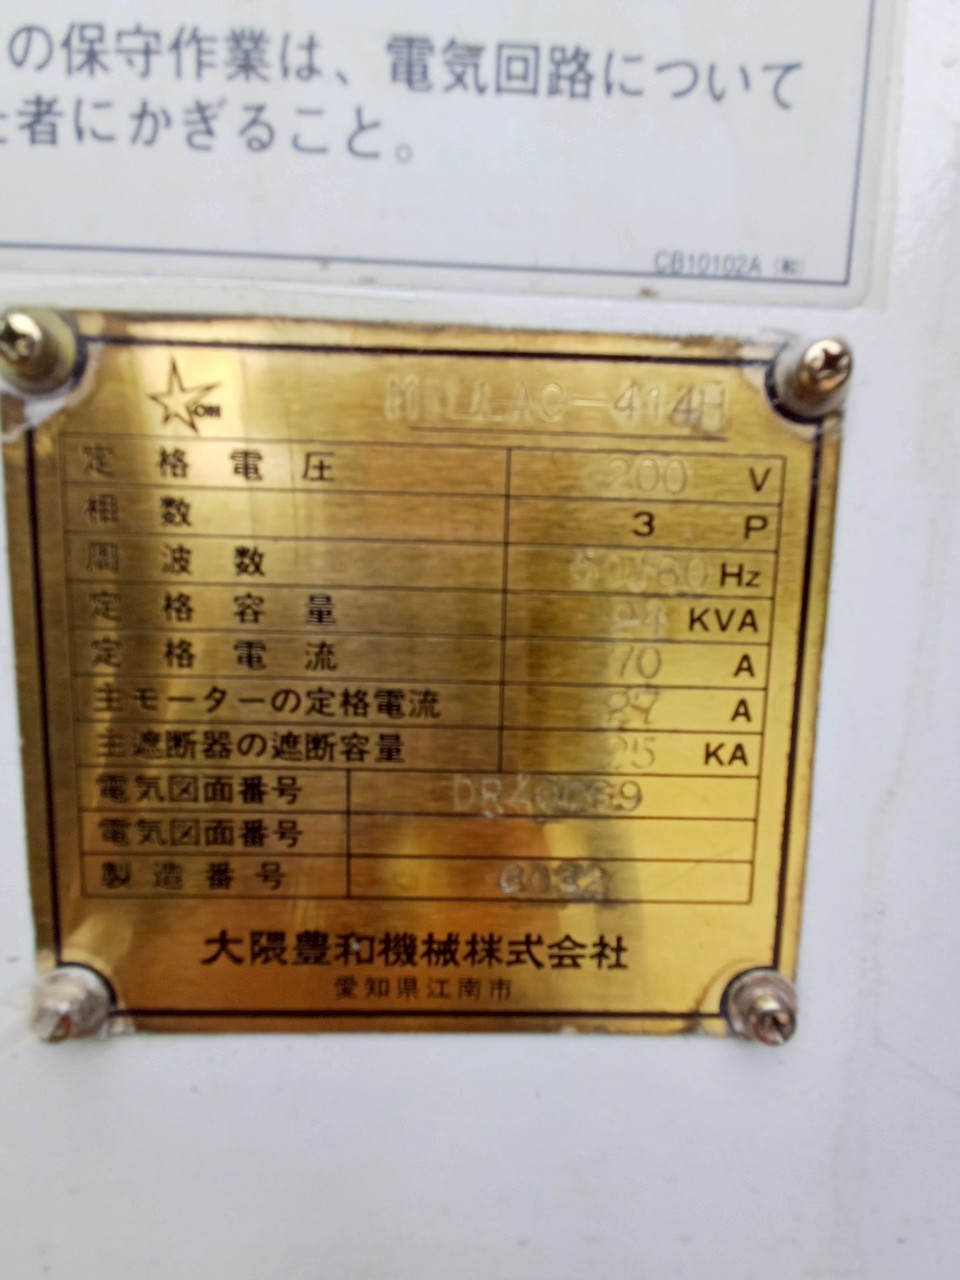 の保守作業は、電気回路について
者にかぎること。
CB10102A
OH
MILLAC-414H
定格電圧 200 V
相数 3 P
周波数 Hz
定格容量 24 KVA
定格電流 70 A
主モーターの定格電流 A
主遮断器の遮断容量 25 KA
電気図面番号
電気図面番号
製造番号
大隈豊和機械株式会社
愛知県江南市